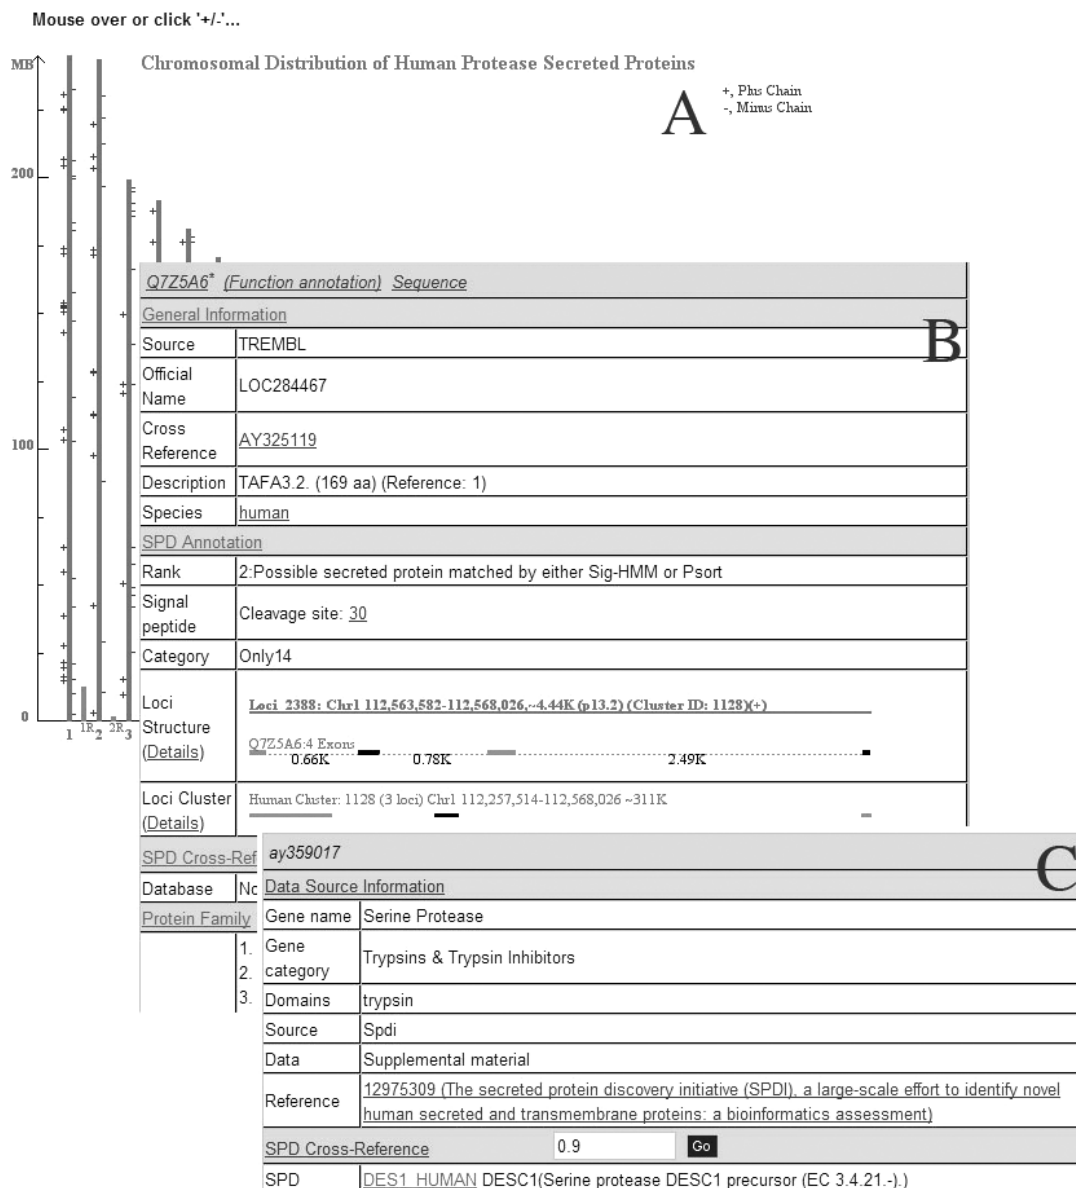 Mouse over or click '+/-'...
MB
Chromosomal Distribution of Human Protease Secreted Proteins
A
+, Plus Chain
-, Minus Chain
200
100
0
1 1R 2 2R 3
Q7Z5A6* (Function annotation) Sequence
General Information
B
Source TREMBL
Official Name LOC284467
Cross Reference AY325119
Description TAFA3.2. (169 aa) (Reference: 1)
Species human
SPD Annotation
Rank 2:Possible secreted protein matched by either Sig-HMM or Psort
Signal peptide Cleavage site: 30
Category Only14
Loci Structure (Details)
Loci_2388: Chr1 112,563,582-112,568,026,~4.44K (p13.2) (Cluster ID: 1128)(+)
Q7Z5A6:4 Exons
0.66K 0.78K 2.49K
Loci Cluster (Details)
Human Cluster: 1128 (3 loci) Chr1 112,257,514-112,568,026 ~311K
SPD Cross-Ref
Database No
Protein Family
1.
2.
3.
ay359017
C
Data Source Information
Gene name Serine Protease
Gene category Trypsins & Trypsin Inhibitors
Domains trypsin
Source Spdi
Data Supplemental material
Reference 12975309 (The secreted protein discovery initiative (SPDI), a large-scale effort to identify novel
human secreted and transmembrane proteins: a bioinformatics assessment)
SPD Cross-Reference 0.9 Go
SPD DES1_HUMAN DESC1(Serine protease DESC1 precursor (EC 3.4.21.-).)